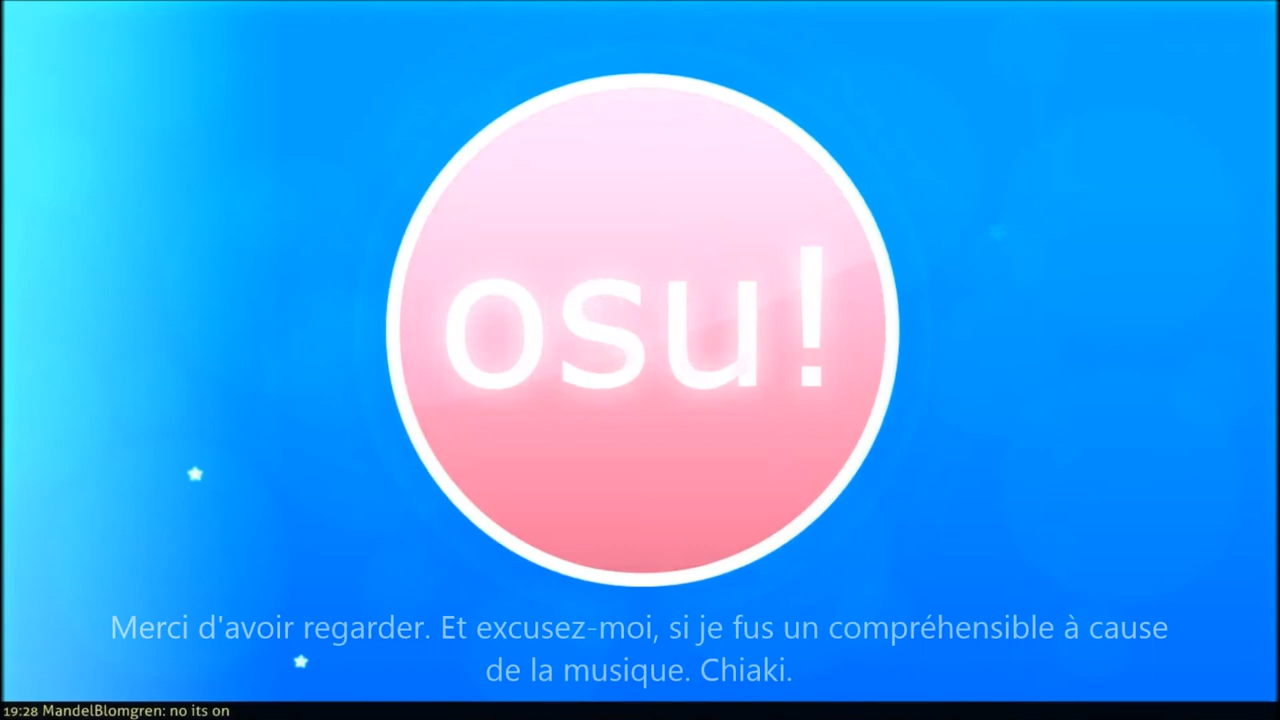 osu!
Merci d'avoir regarder. Et excusez-moi, si je fus un compréhensible à cause
de la musique. Chiaki.
19:28 MandelBlomgren: no its on